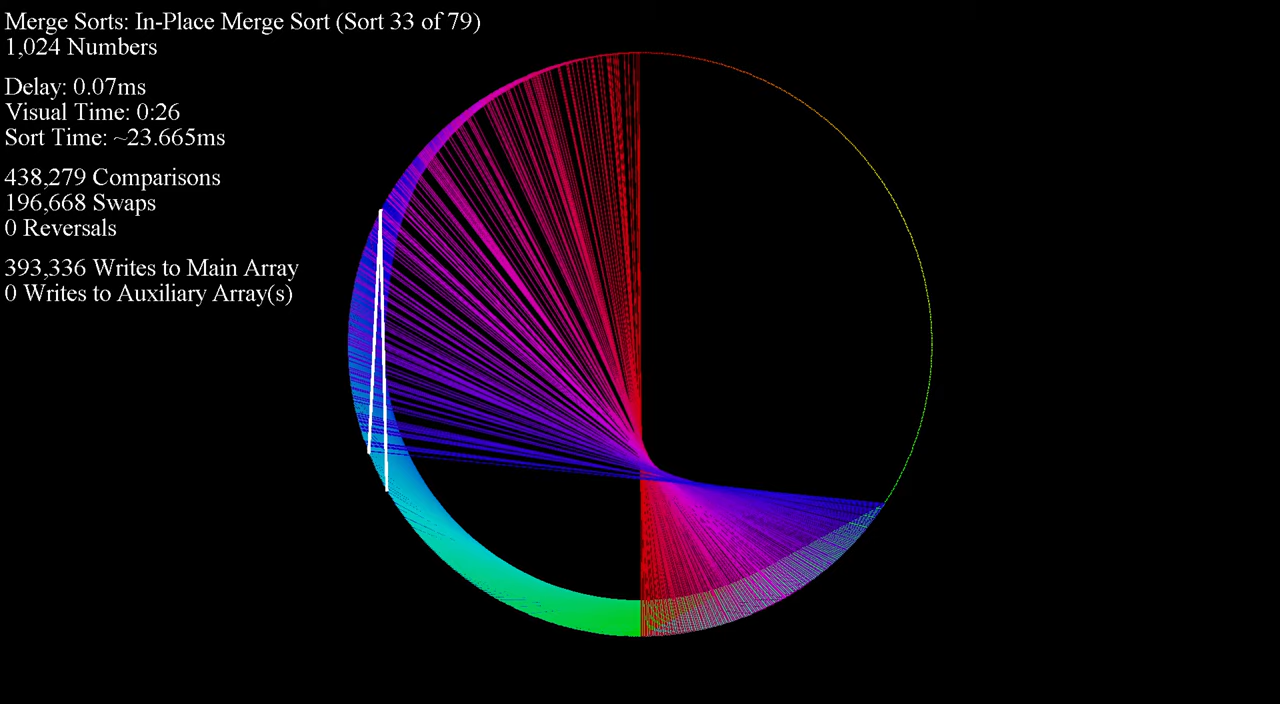 Merge Sorts: In-Place Merge Sort (Sort 33 of 79)
1,024 Numbers
Delay: 0.07ms
Visual Time: 0:26
Sort Time: ~23.665ms
438,279 Comparisons
196,668 Swaps
0 Reversals
393,336 Writes to Main Array
0 Writes to Auxiliary Array(s)